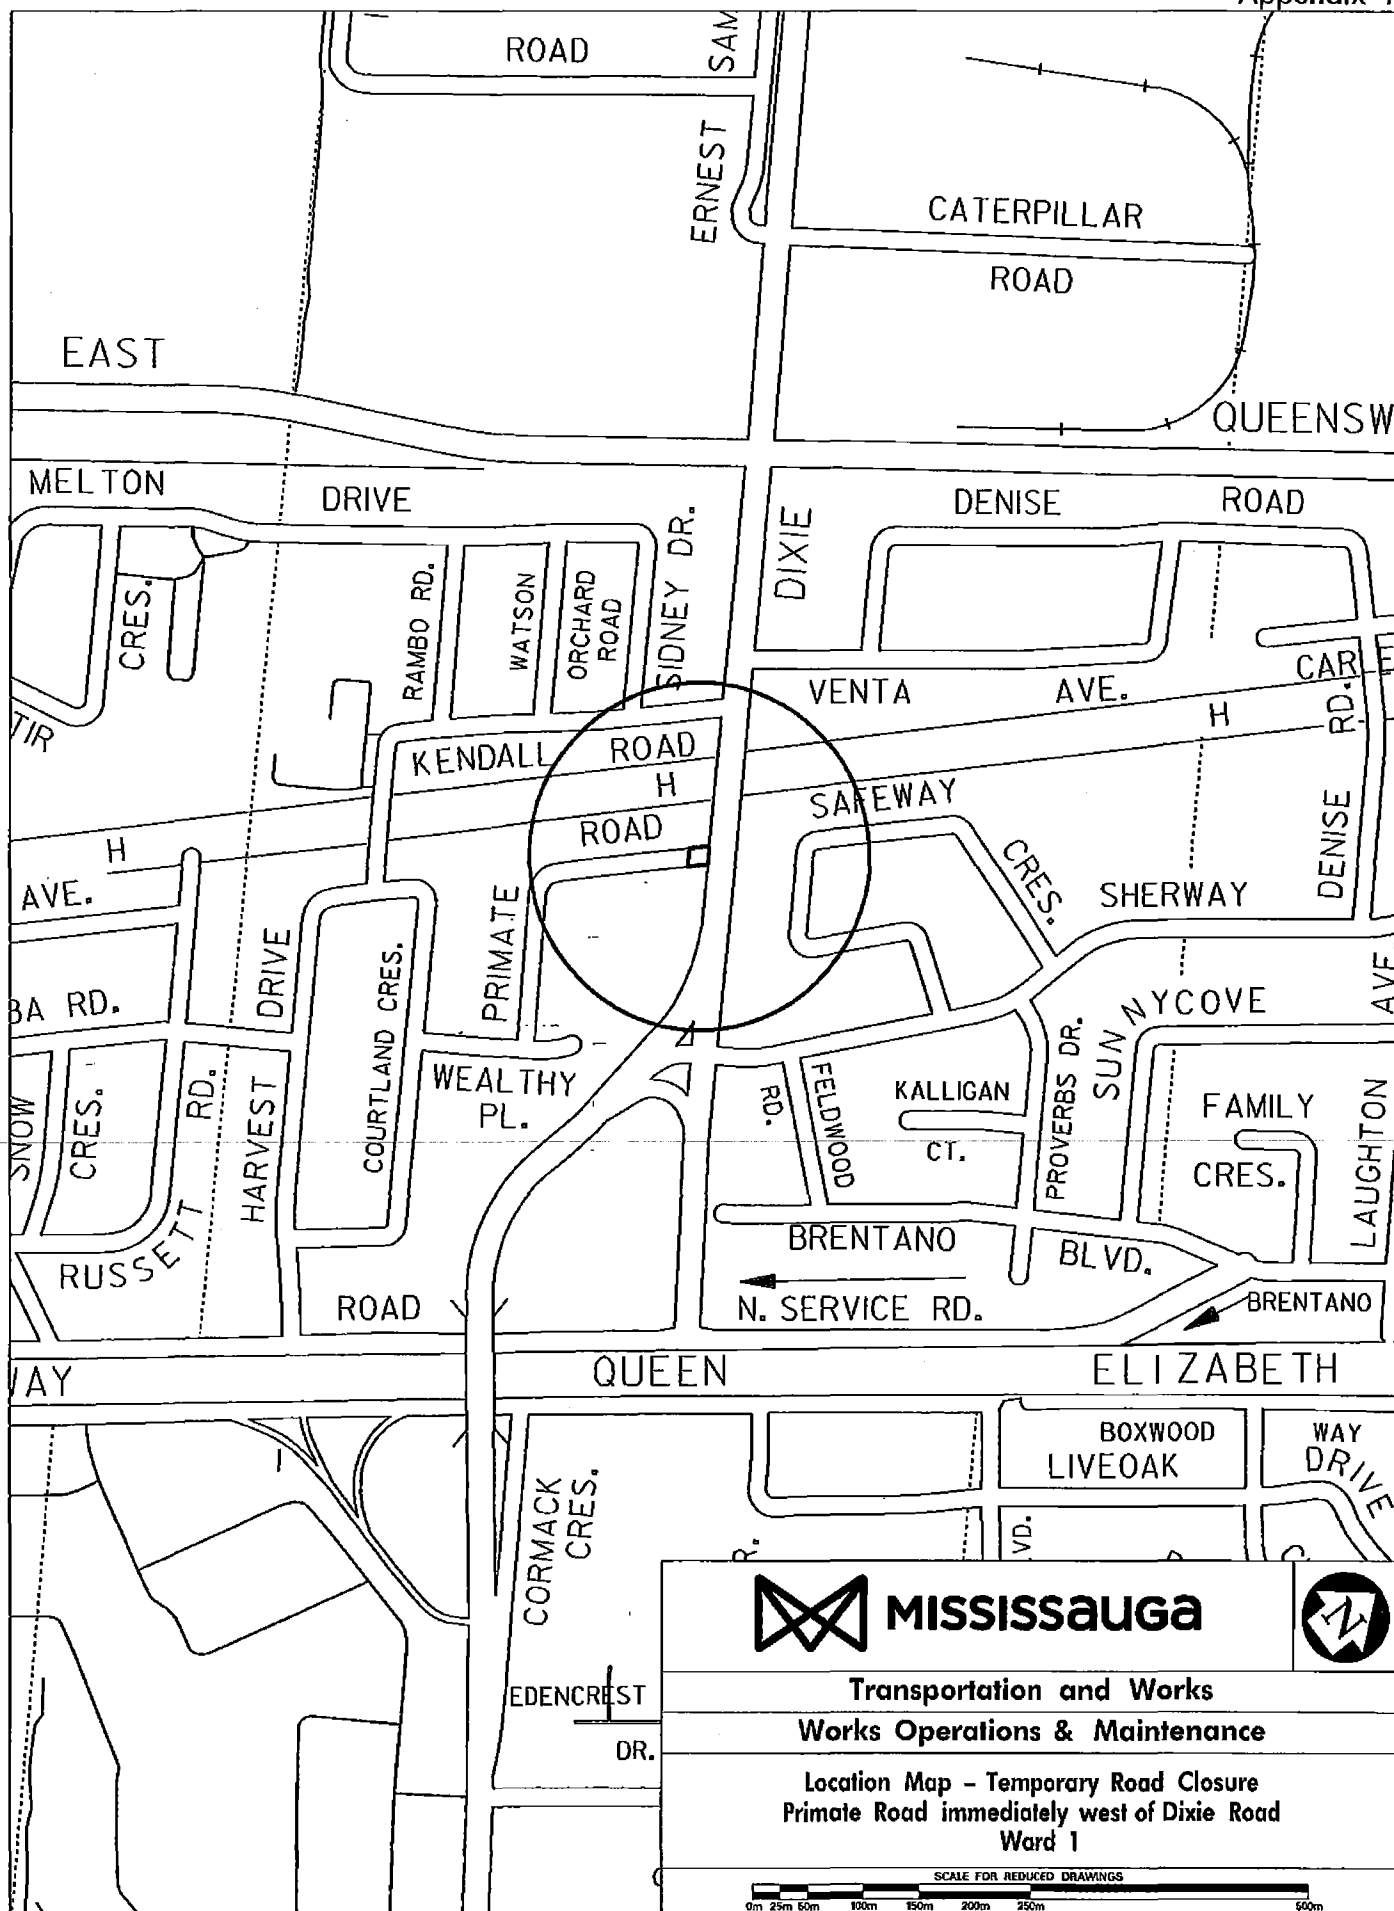 Appendix
ROAD
SAM
ERNEST
CATERPILLAR
ROAD
EAST
QUEENSW
MELTON
DRIVE
SIDNEY DR.
DIXIE
DENISE
ROAD
CRES.
RAMBO RD.
WATSON
ORCHARD
ROAD
TIR
KENDALL
ROAD
VENTA
AVE.
CARLE
H
RD.
DENISE
H
ROAD
SAFEWAY
CRES.
H
AVE.
PRIMATE
SHERWAY
DRIVE
HARVEST
COURTLAND CRES.
BA RD.
SUNNYCOVE
AVE
LAUGHTON
WEALTHY
PL.
SNOW
CRES.
RD.
RUSSETT
FELDWOOD
RD.
KALLIGAN
CT.
PROVERBS DR.
FAMILY
CRES.
BRENTANO
BLVD.
ROAD
N. SERVICE RD.
BRENTANO
WAY
QUEEN
ELIZABETH
BOXWOOD
WAY
LIVEOAK
DRIVE
CORMACK
CRES.
R.
VD.
EDENCREST
DR.
MISSISSauGa
N
Transportation and Works
Works Operations & Maintenance
Location Map - Temporary Road Closure
Primate Road immediately west of Dixie Road
Ward 1
SCALE FOR REDUCED DRAWINGS
0m 25m 50m 100m 150m 200m 250m 500m